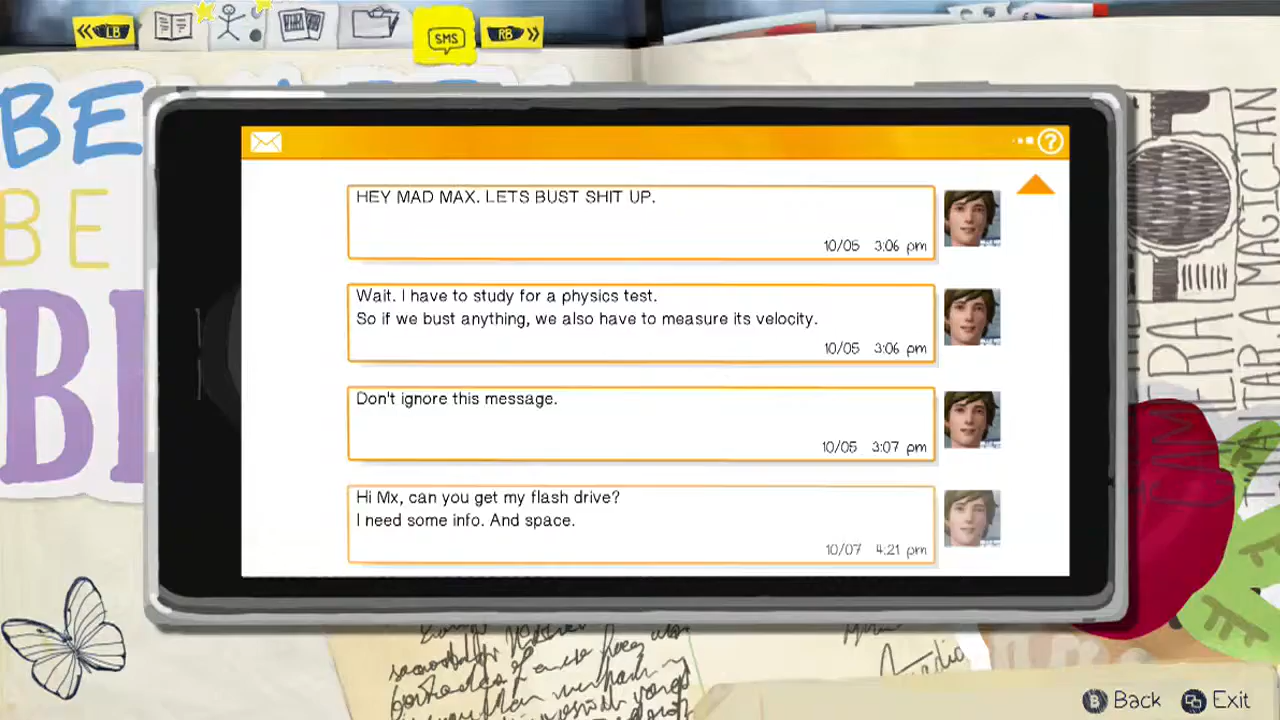 LB
SMS
RB
BE
BE
HEY MAD MAX. LETS BUST SHIT UP.
10/05 3:06 pm
Wait. I have to study for a physics test.
So if we bust anything, we also have to measure its velocity.
10/05 3:06 pm
Don't ignore this message.
10/05 3:07 pm
Hi Mx, can you get my flash drive?
I need some info. And space.
10/07 4:21 pm
MAGICIAN
B Back
Exit